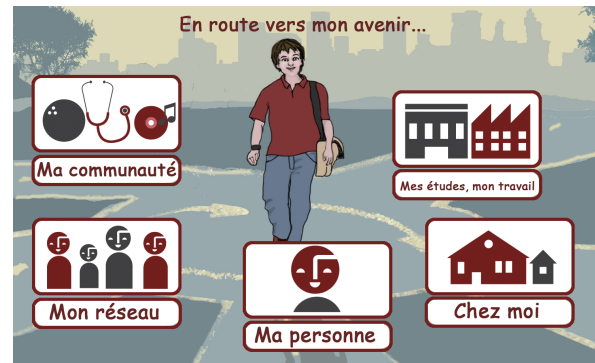 En route vers mon avenir...
Ma communauté
Mes études, mon travail
Mon réseau
Ma personne
Chez moi